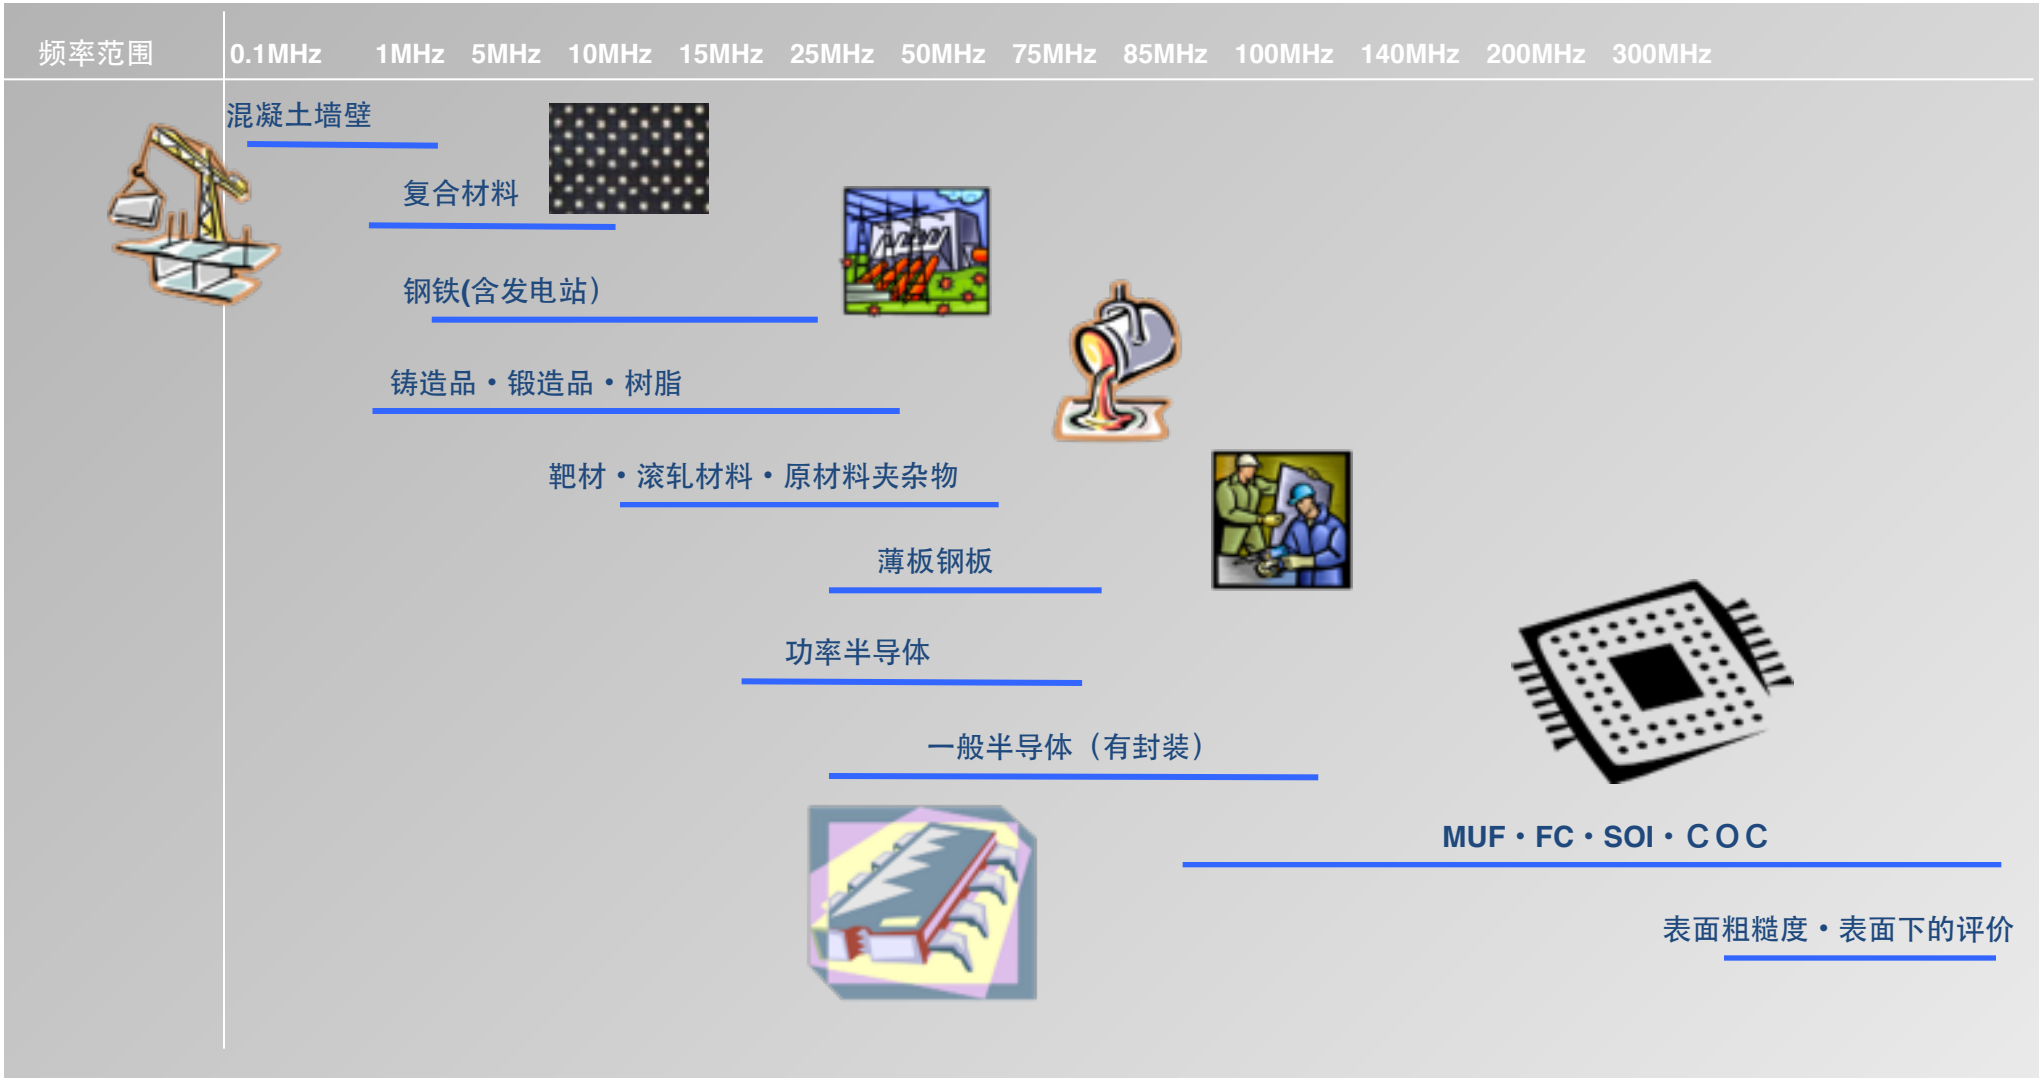 频率范围 0.1MHz 1MHz 5MHz 10MHz 15MHz 25MHz 50MHz 75MHz 85MHz 100MHz 140MHz 200MHz 300MHz
混凝土墙壁
复合材料
钢铁(含发电站）
铸造品・锻造品・树脂
靶材・滚轧材料・原材料夹杂物
薄板钢板
功率半导体
一般半导体（有封装）
MUF・FC・SOI・ＣＯＣ
表面粗糙度・表面下的评价